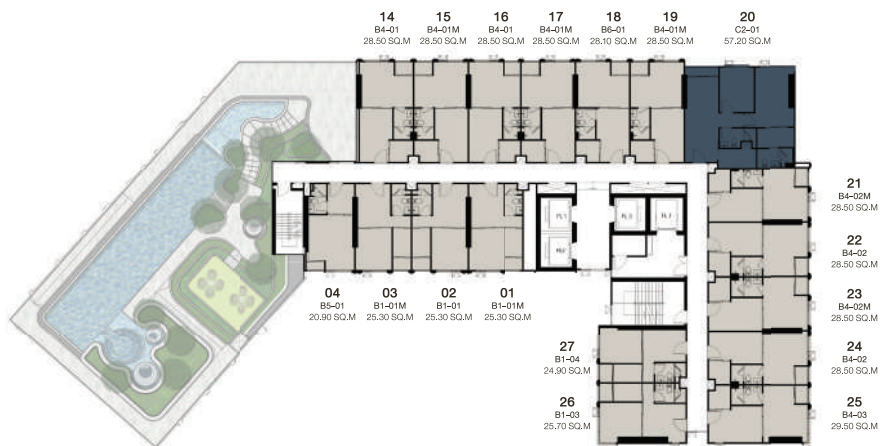 14
B4-01
28.50 SQ.M
15
B4-01M
28.50 SQ.M
16
B4-01
28.50 SQ.M
17
B4-01M
28.50 SQ.M
18
B6-01
28.10 SQ.M
19
B4-01M
28.50 SQ.M
20
C2-01
57.20 SQ.M
21
B4-02M
28.50 SQ.M
22
B4-02
28.50 SQ.M
23
B4-02M
28.50 SQ.M
24
B4-02
28.50 SQ.M
25
B4-03
29.50 SQ.M
04
B5-01
20.90 SQ.M
03
B1-01M
25.30 SQ.M
02
B1-01
25.30 SQ.M
01
B1-01M
25.30 SQ.M
27
B1-04
24.90 SQ.M
26
B1-03
25.70 SQ.M